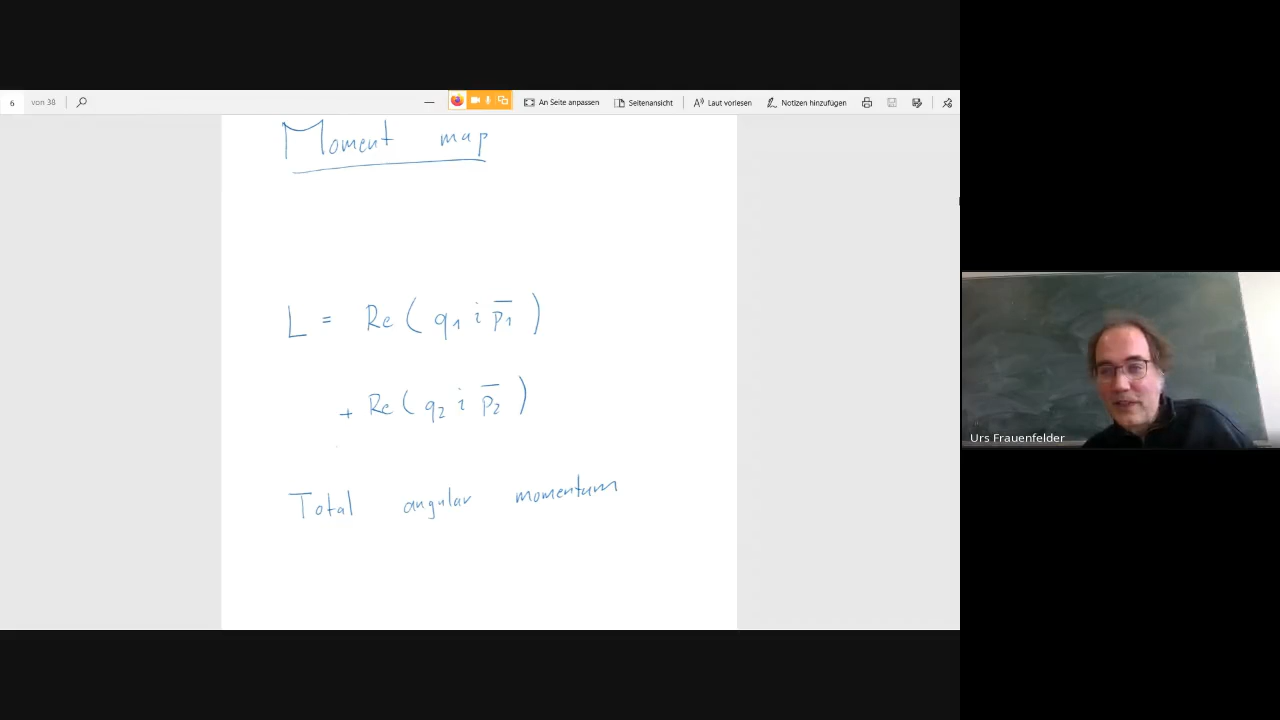 6 von 38 An Seite anpassen Seitenansicht Laut vorlesen Notizen hinzufügen
Moment map
L = Re ( q₁ i p̅₁ )
+ Re ( q₂ i p̅₂ )
Total angular momentum
Urs Frauenfelder